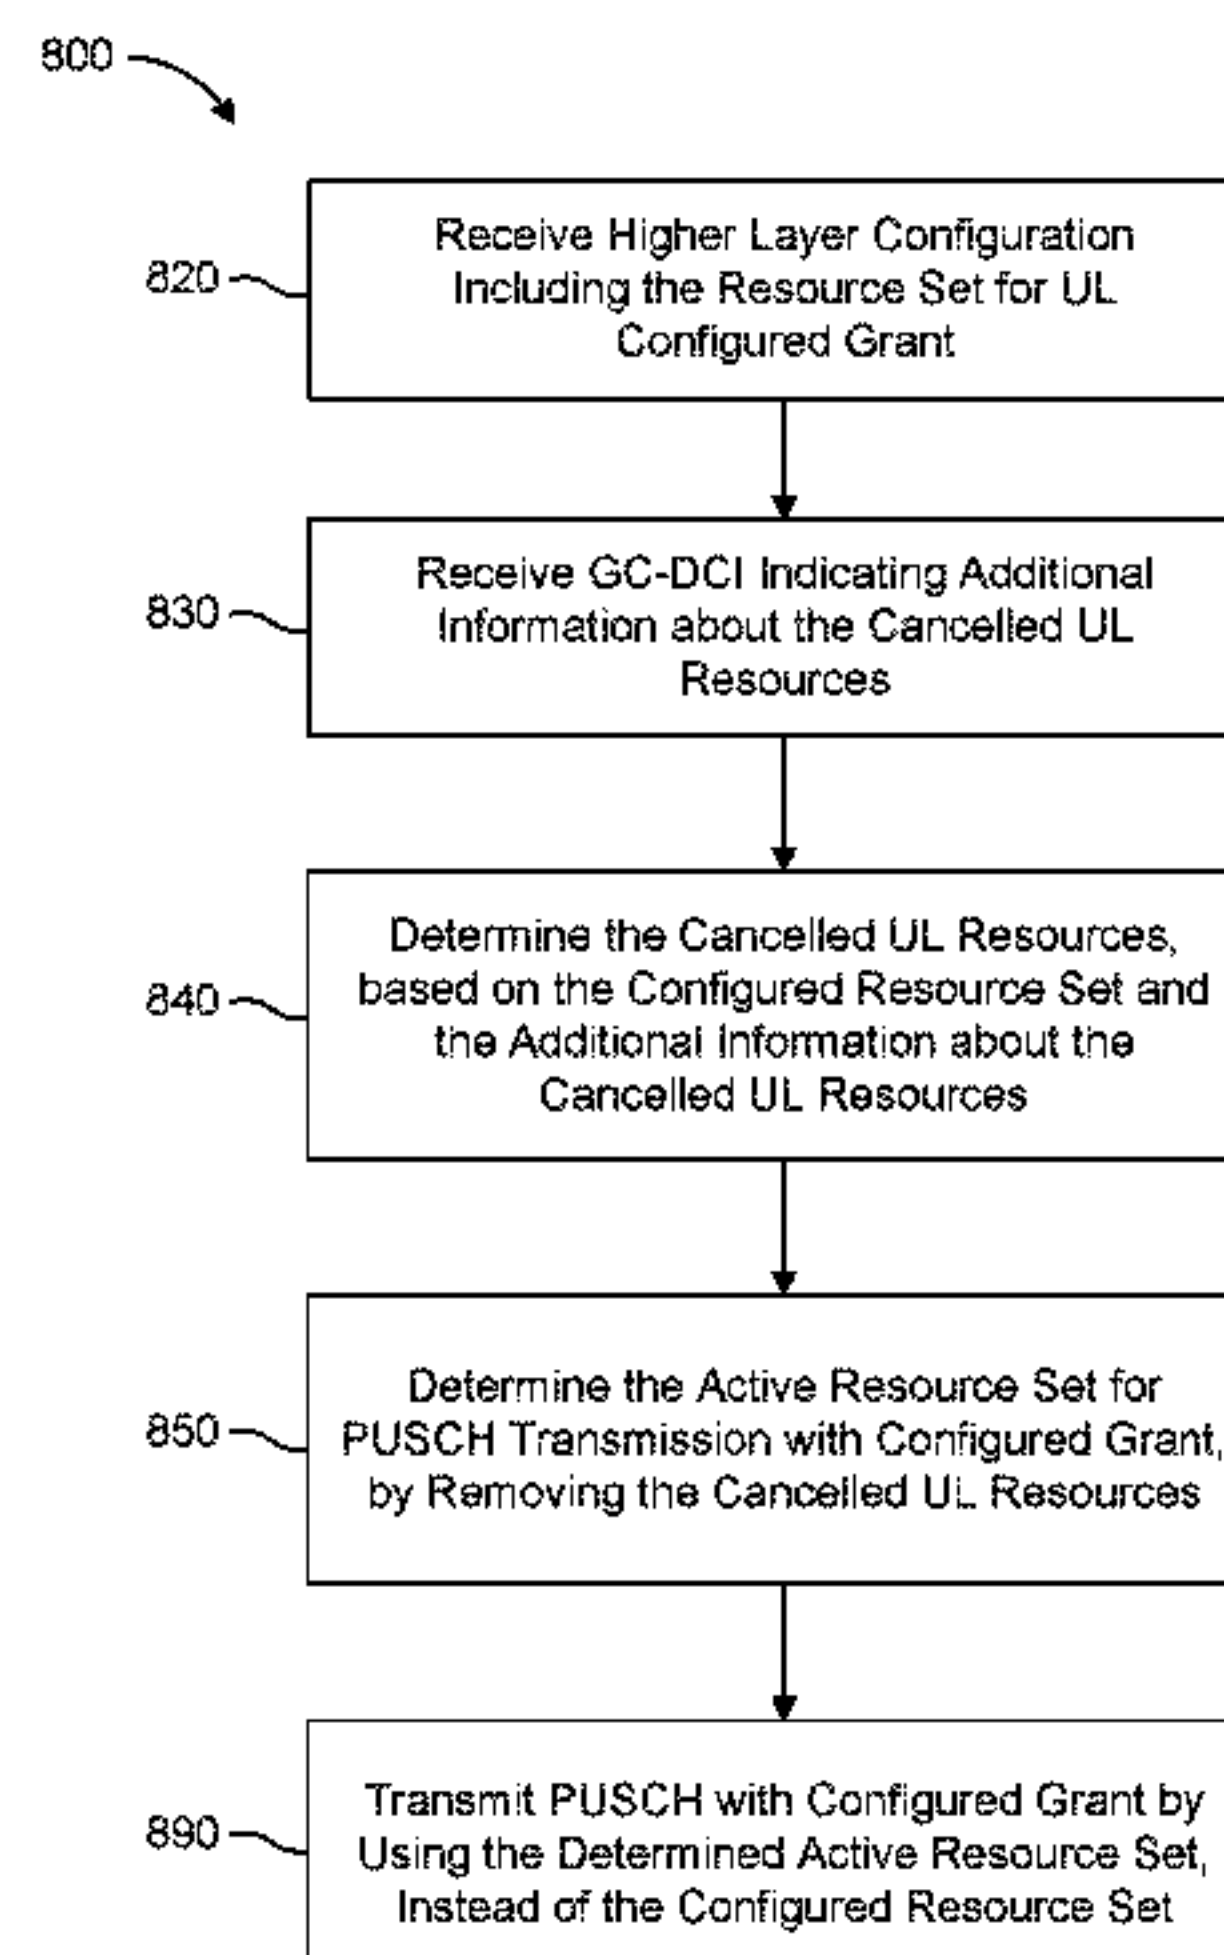 800
820
Receive Higher Layer Configuration
Including the Resource Set for UL
Configured Grant
830
Receive GC-DCI Indicating Additional
Information about the Cancelled UL
Resources
840
Determine the Cancelled UL Resources,
based on the Configured Resource Set and
the Additional Information about the
Cancelled UL Resources
850
Determine the Active Resource Set for
PUSCH Transmission with Configured Grant,
by Removing the Cancelled UL Resources
890
Transmit PUSCH with Configured Grant by
Using the Determined Active Resource Set,
Instead of the Configured Resource Set